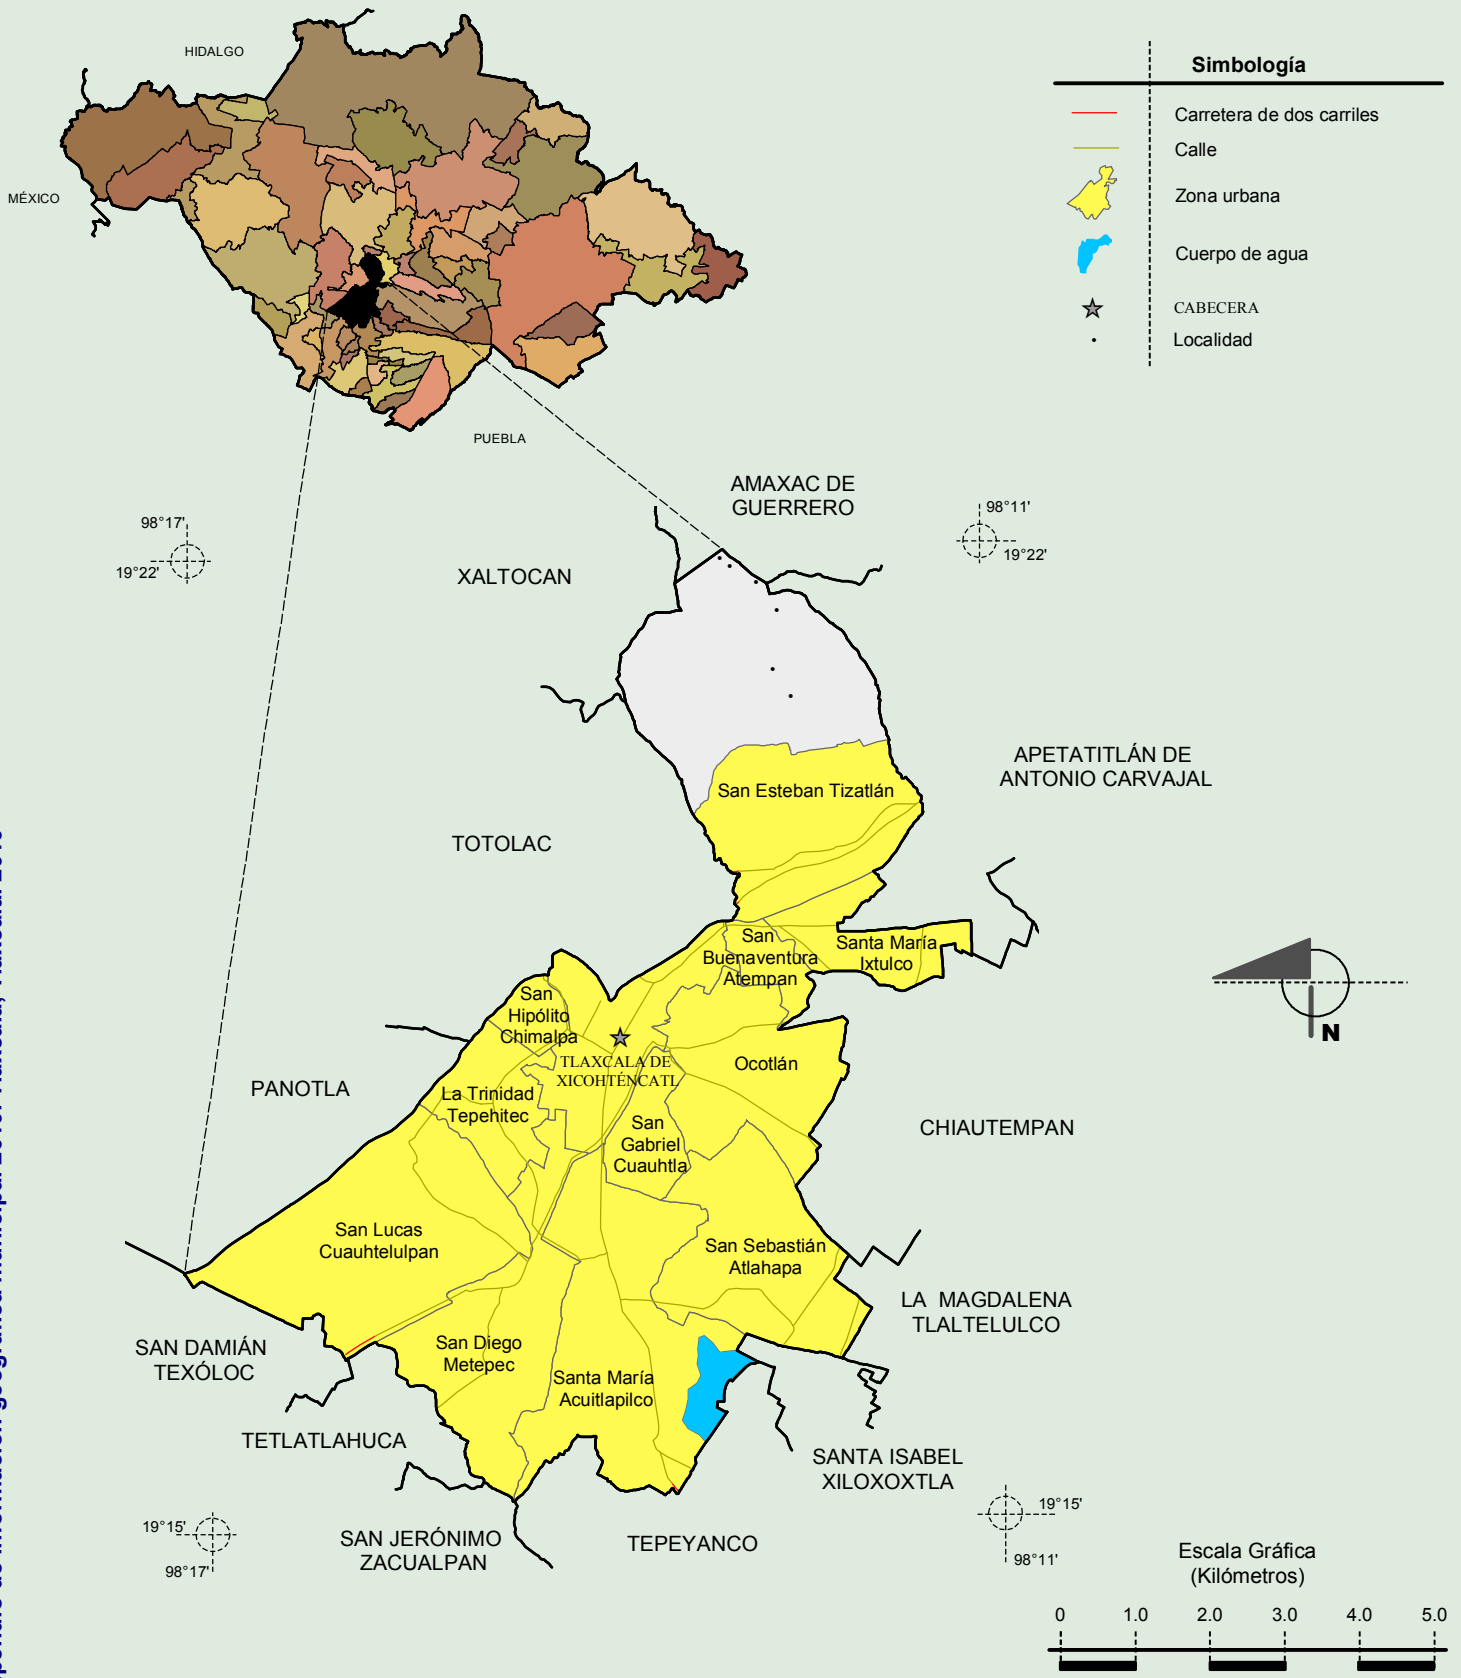 HIDALGO
MÉXICO
PUEBLA
Simbología
Carretera de dos carriles
Calle
Zona urbana
Cuerpo de agua
CABECERA
Localidad
98°17'
19°22'
98°11'
19°22'
AMAXAC DE
GUERRERO
XALTOCAN
APETATITLÁN DE
ANTONIO CARVAJAL
TOTOLAC
San Esteban Tizatlán
San
Buenaventura
Atempan
Santa María
Ixtulco
San
Hipólito
Chimalpa
TLAXCALA DE
XICOHTÉNCATL
Ocotlán
PANOTLA
La Trinidad
Tepehitec
San
Gabriel
Cuauhtla
CHIAUTEMPAN
San Lucas
Cuauhtelulpan
San Sebastián
Atlahapa
LA MAGDALENA
TLALTELULCO
SAN DAMIÁN
TEXÓLOC
San Diego
Metepec
Santa María
Acuitlapilco
TETLATLAHUCA
SANTA ISABEL
XILOXOXTLA
SAN JERÓNIMO
ZACUALPAN
TEPEYANCO
N
19°15'
98°17'
19°15'
98°11'
Escala Gráfica
(Kilómetros)
0 1.0 2.0 3.0 4.0 5.0